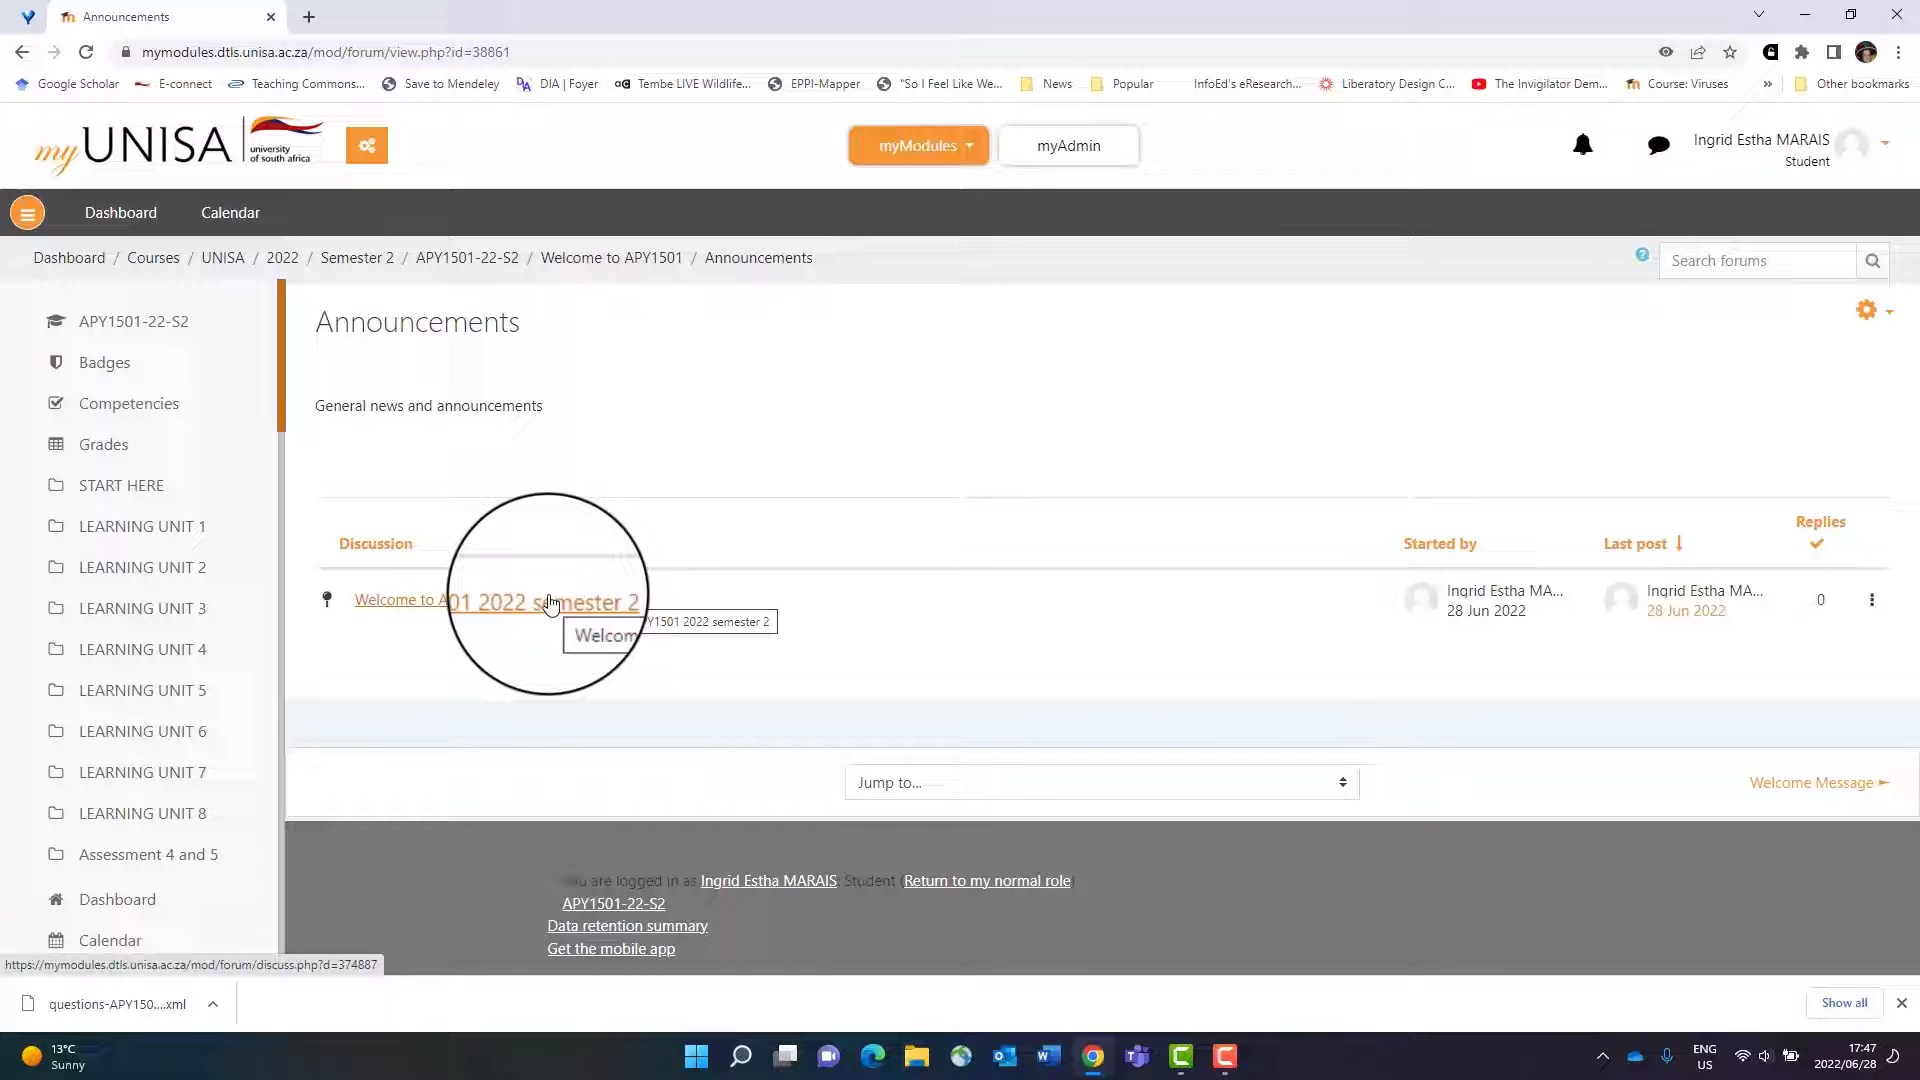 Announcements
mymodules.dtls.unisa.ac.za/mod/forum/view.php?id=38861
Google Scholar
E-connect
Teaching Commons...
Save to Mendeley
DIA | Foyer
Tembe LIVE Wildlife...
EPPI-Mapper
"So I Feel Like We...
News
Popular
InfoEd's eResearch...
Liberatory Design C...
The Invigilator Dem...
Course: Viruses
»
Other bookmarks
my UNISA
university
of south africa
myModules
myAdmin
Ingrid Estha MARAIS
Student
Dashboard
Calendar
Dashboard / Courses / UNISA / 2022 / Semester 2 / APY1501-22-S2 / Welcome to APY1501 / Announcements
Search forums
APY1501-22-S2
Badges
Competencies
Grades
START HERE
LEARNING UNIT 1
LEARNING UNIT 2
LEARNING UNIT 3
LEARNING UNIT 4
LEARNING UNIT 5
LEARNING UNIT 6
LEARNING UNIT 7
LEARNING UNIT 8
Assessment 4 and 5
Dashboard
Calendar
Announcements
General news and announcements
Discussion
Started by
Last post
Replies
Welcome to A01 2022 semester 2
Welcom
Y1501 2022 semester 2
Ingrid Estha MA...
28 Jun 2022
Ingrid Estha MA...
28 Jun 2022
0
Jump to...
Welcome Message
You are logged in as Ingrid Estha MARAIS: Student (Return to my normal role)
APY1501-22-S2
Data retention summary
Get the mobile app
https://mymodules.dtls.unisa.ac.za/mod/forum/discuss.php?d=374887
questions-APY150....xml
Show all
13°C
Sunny
ENG
US
17:47
2022/06/28